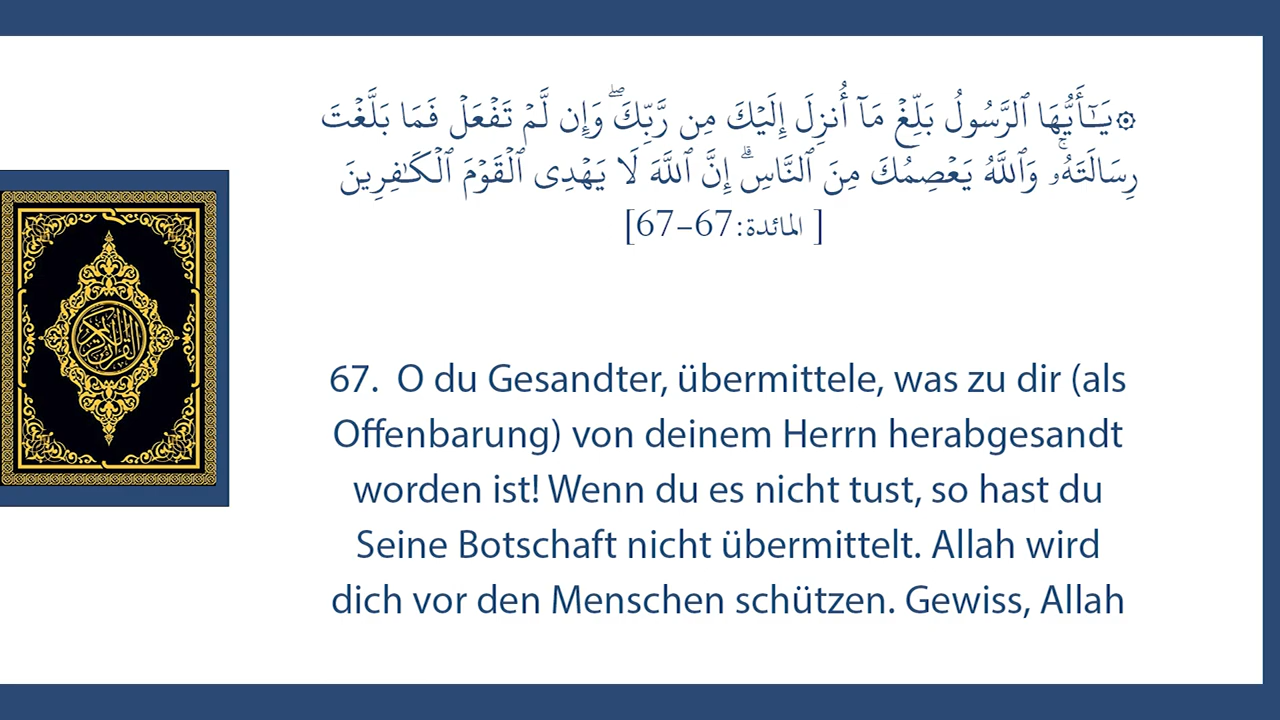 ۞يَـٰٓأَيُّهَا ٱلرَّسُولُ بَلِّغْ مَآ أُنزِلَ إِلَيْكَ مِن رَّبِّكَۖ وَإِن لَّمْ تَفْعَلْ فَمَا بَلَّغْتَ
رِسَالَتَهُۥۚ وَٱللَّهُ يَعْصِمُكَ مِنَ ٱلنَّاسِۗ إِنَّ ٱللَّهَ لَا يَهْدِى ٱلْقَوْمَ ٱلْكَـٰفِرِينَ
[ المائدة:67-67]
القرآن الكريم
67. O du Gesandter, übermittele, was zu dir (als
Offenbarung) von deinem Herrn herabgesandt
worden ist! Wenn du es nicht tust, so hast du
Seine Botschaft nicht übermittelt. Allah wird
dich vor den Menschen schützen. Gewiss, Allah